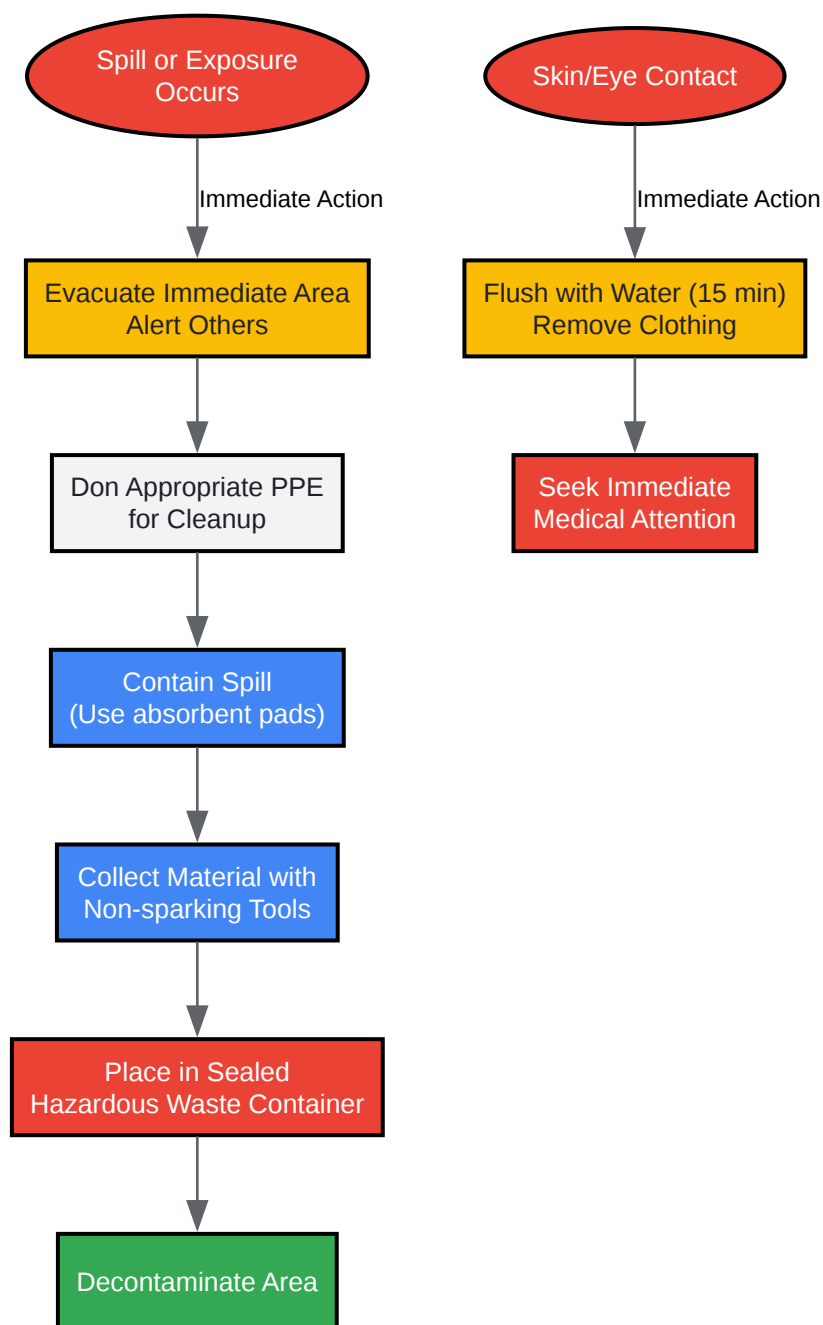 Spill or Exposure
Occurs
Immediate Action
Evacuate Immediate Area
Alert Others
Don Appropriate PPE
for Cleanup
Contain Spill
(Use absorbent pads)
Collect Material with
Non-sparking Tools
Place in Sealed
Hazardous Waste Container
Decontaminate Area
Skin/Eye Contact
Immediate Action
Flush with Water (15 min)
Remove Clothing
Seek Immediate
Medical Attention